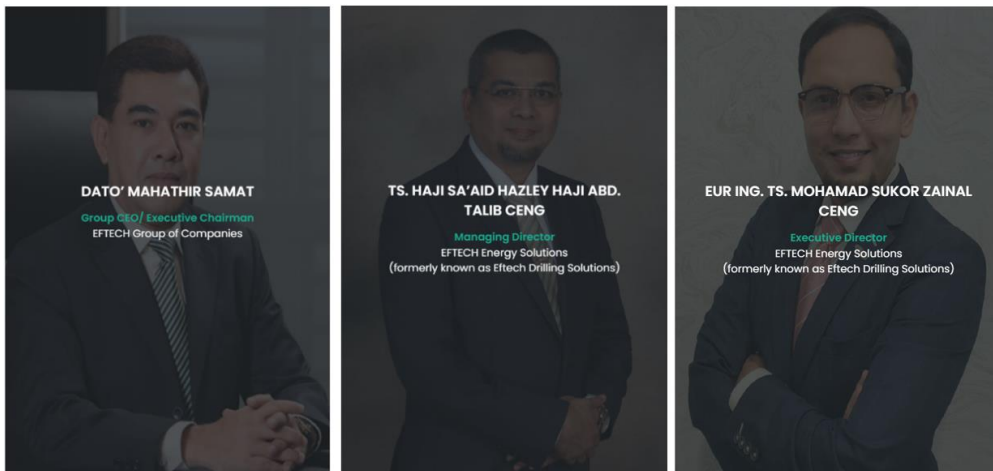 DATO’ MAHATHIR SAMAT
Group CEO/ Executive Chairman
EFTECH Group of Companies
TS. HAJI SA’AID HAZLEY HAJI ABD.
TALIB CENG
Managing Director
EFTECH Energy Solutions
(formerly known as Eftech Drilling Solutions)
EUR ING. TS. MOHAMAD SUKOR ZAINAL
CENG
Executive Director
EFTECH Energy Solutions
(formerly known as Eftech Drilling Solutions)